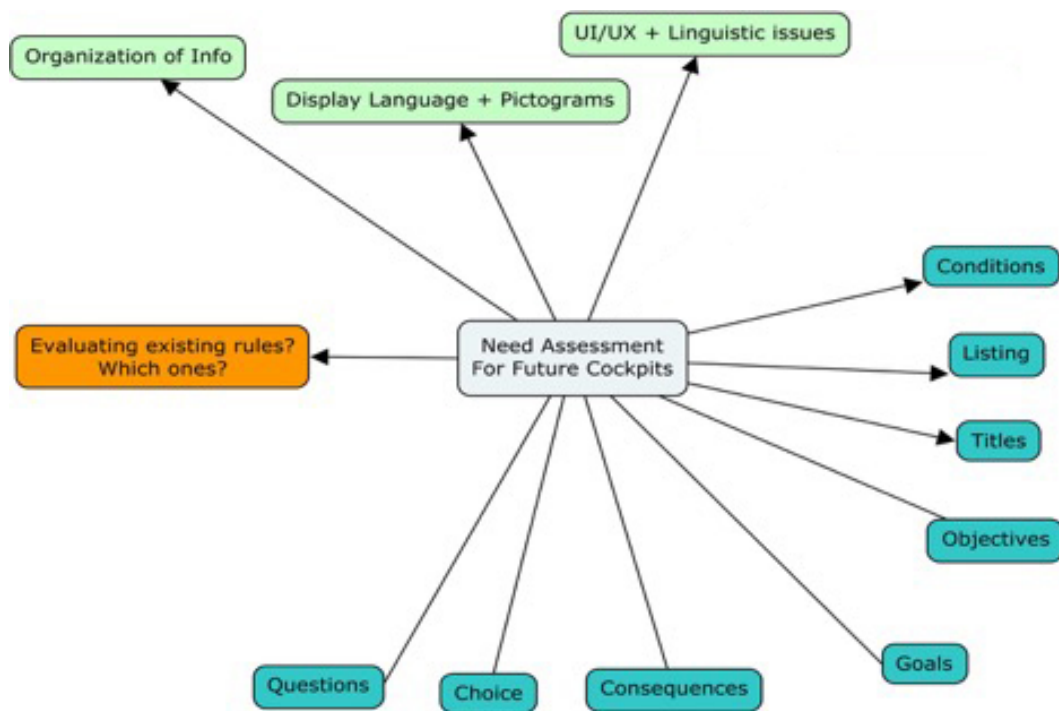 UI/UX + Linguistic issues
Organization of Info
Display Language + Pictograms
Conditions
Need Assessment
For Future Cockpits
Evaluating existing rules?
Which ones?
Listing
Titles
Objectives
Goals
Questions
Choice
Consequences